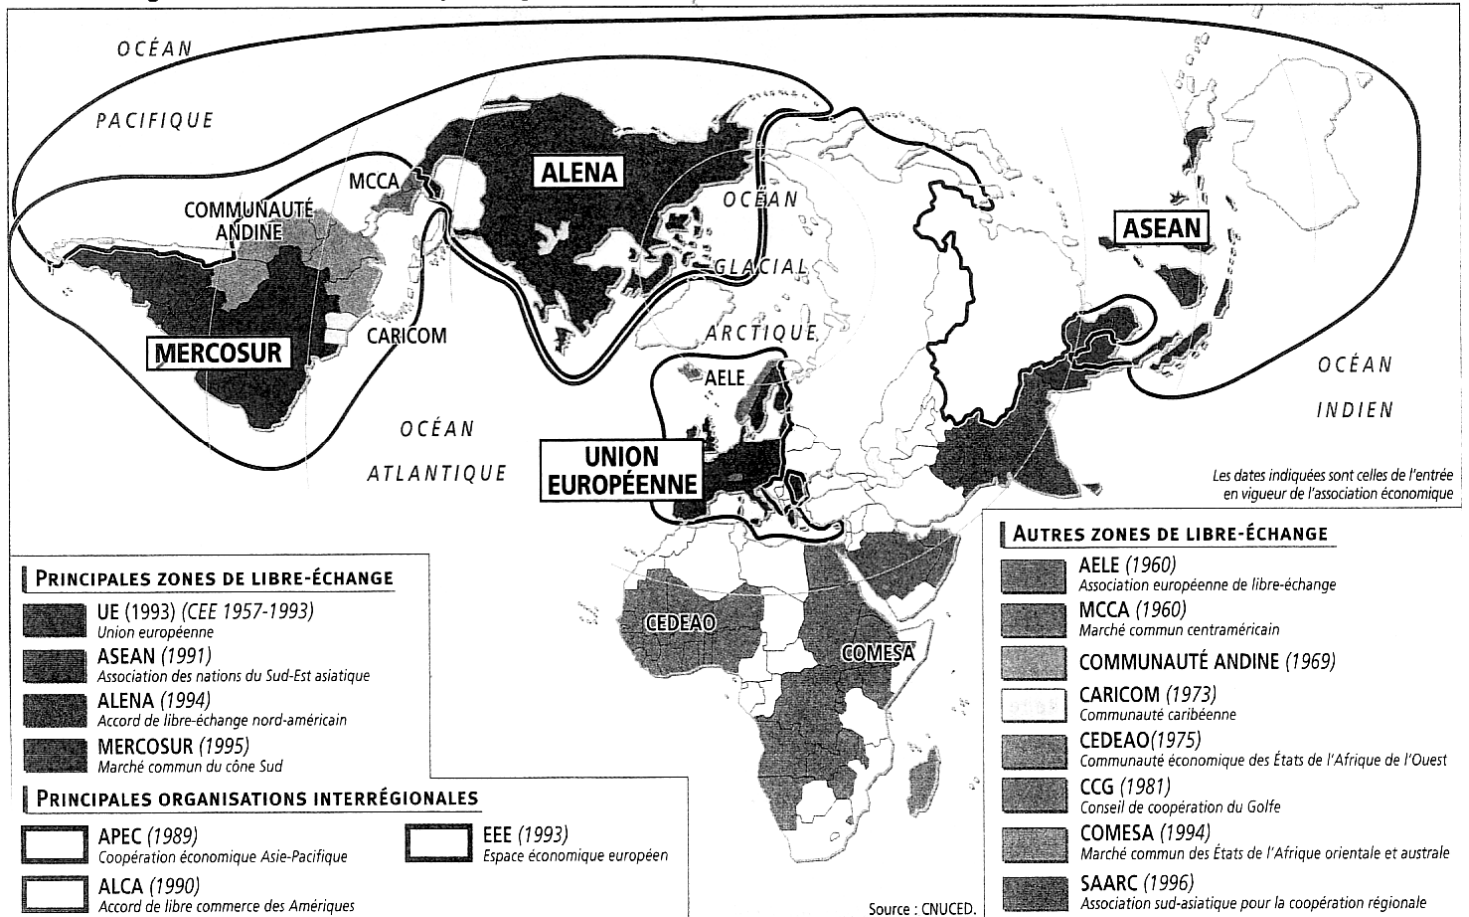 OCÉAN
PACIFIQUE
MCCA
ALENA
COMMUNAUTÉ
ANDINE
OCÉAN
GLACIAL
ARCTIQUE
ASEAN
MERCOSUR
CARICOM
AELE
OCÉAN
ATLANTIQUE
UNION
EUROPÉENNE
OCÉAN
INDIEN
CEDEAO
COMESA
Les dates indiquées sont celles de l'entrée
en vigueur de l'association économique
PRINCIPALES ZONES DE LIBRE-ÉCHANGE
UE (1993) (CEE 1957-1993)
Union européenne
ASEAN (1991)
Association des nations du Sud-Est asiatique
ALENA (1994)
Accord de libre-échange nord-américain
MERCOSUR (1995)
Marché commun du cône Sud
PRINCIPALES ORGANISATIONS INTERRÉGIONALES
APEC (1989)
Coopération économique Asie-Pacifique
ALCA (1990)
Accord de libre commerce des Amériques
EEE (1993)
Espace économique européen
AUTRES ZONES DE LIBRE-ÉCHANGE
AELE (1960)
Association européenne de libre-échange
MCCA (1960)
Marché commun centraméricain
COMMUNAUTÉ ANDINE (1969)
CARICOM (1973)
Communauté caribéenne
CEDEAO(1975)
Communauté économique des États de l'Afrique de l'Ouest
CCG (1981)
Conseil de coopération du Golfe
COMESA (1994)
Marché commun des États de l'Afrique orientale et australe
SAARC (1996)
Association sud-asiatique pour la coopération régionale
Source : CNUCED.